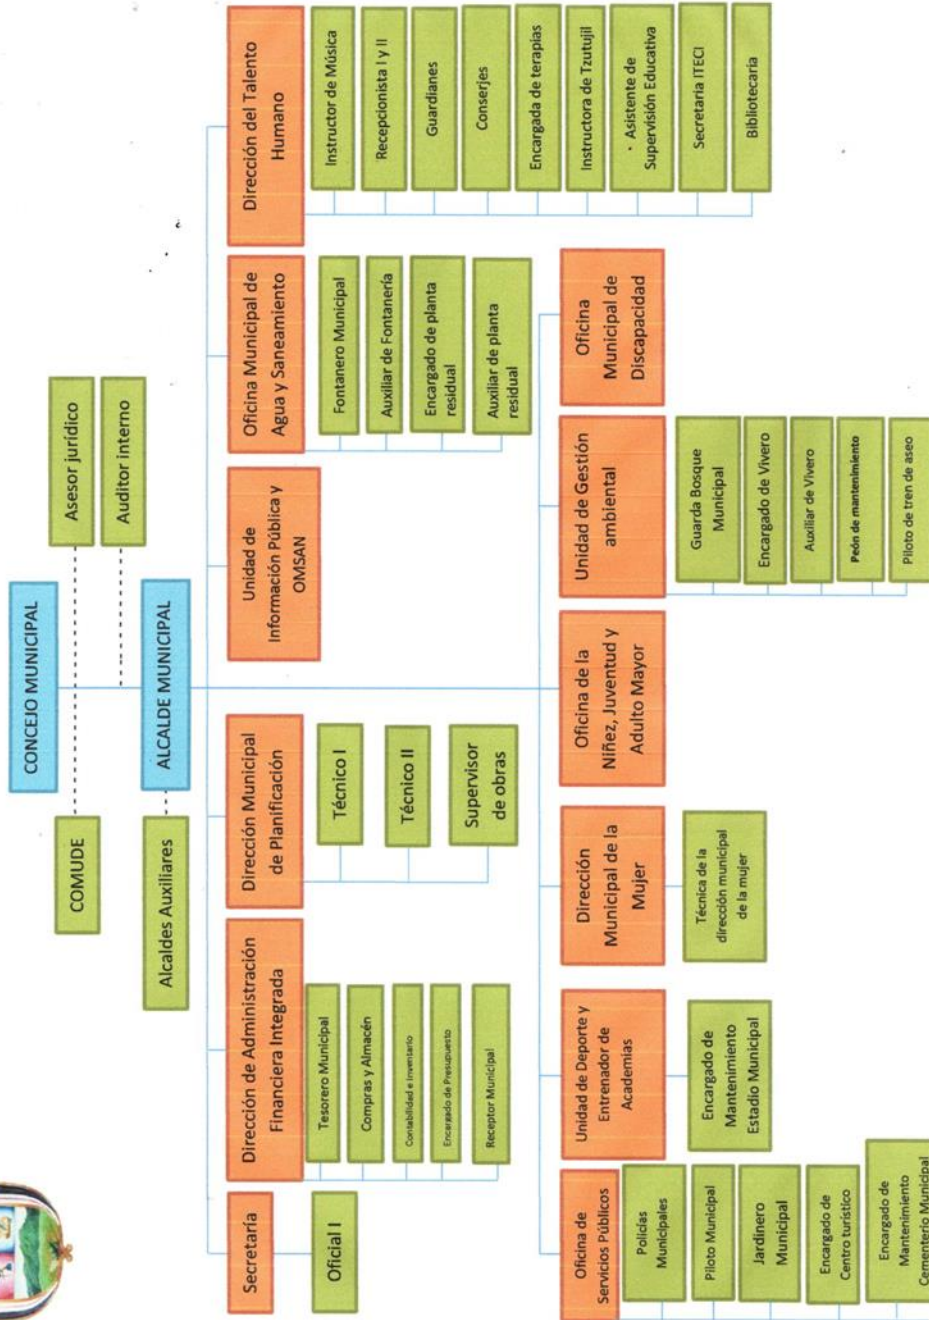 CONCEJO MUNICIPAL
COMUDE
Asesor jurídico
Auditor interno
ALCALDE MUNICIPAL
Alcaldes Auxiliares
Secretaría
Oficial I
Dirección de Administración
Financiera Integrada
Tesorero Municipal
Compras y Almacén
Contabilidad e Inventario
Encargado de Presupuesto
Receptor Municipal
Dirección Municipal
de Planificación
Técnico I
Técnico II
Supervisor
de obras
Unidad de
Información Pública y
OMSAN
Oficina Municipal de
Agua y Saneamiento
Fontanero Municipal
Auxiliar de Fontanería
Encargado de planta
residual
Auxiliar de planta
residual
Dirección del Talento
Humano
Instructor de Música
Recepcionista I y II
Guardianes
Conserjes
Encargada de terapias
Instructora de Tzutujil
Asistente de
Supervisión Educativa
Secretaria ITECI
Bibliotecaria
Oficina de
Servicios Públicos
Policías
Municipales
Piloto Municipal
Jardinero
Municipal
Encargado de
Centro turístico
Encargado de
Mantenimiento
Cementerio Municipal
Unidad de Deporte y
Entrenador de
Academias
Encargado de
Mantenimiento
Estadio Municipal
Dirección
Municipal de la
Mujer
Técnica de la
dirección municipal
de la mujer
Oficina de la
Niñez, Juventud y
Adulto Mayor
Unidad de Gestión
ambiental
Guarda Bosque
Municipal
Encargado de Vivero
Auxiliar de Vivero
Peón de mantenimiento
Piloto de tren de aseo
Oficina
Municipal de
Discapacidad